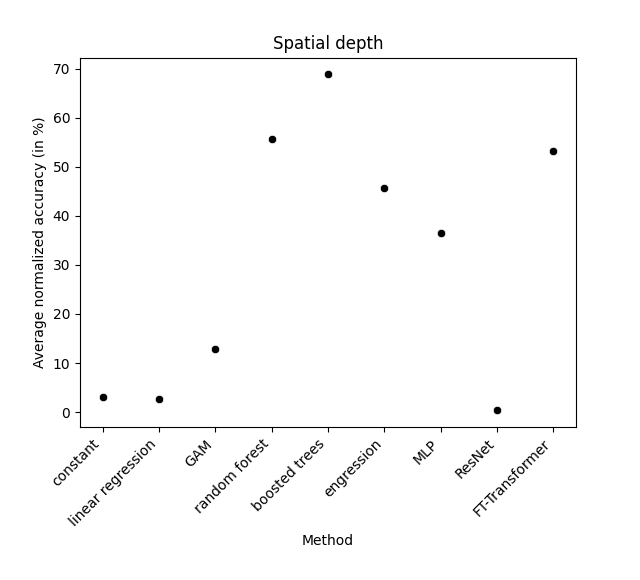 Spatial depth
Average normalized accuracy (in %)
70
60
50
40
30
20
10
0
constant
linear regression
GAM
random forest
boosted trees
engression
MLP
ResNet
FT-Transformer
Method